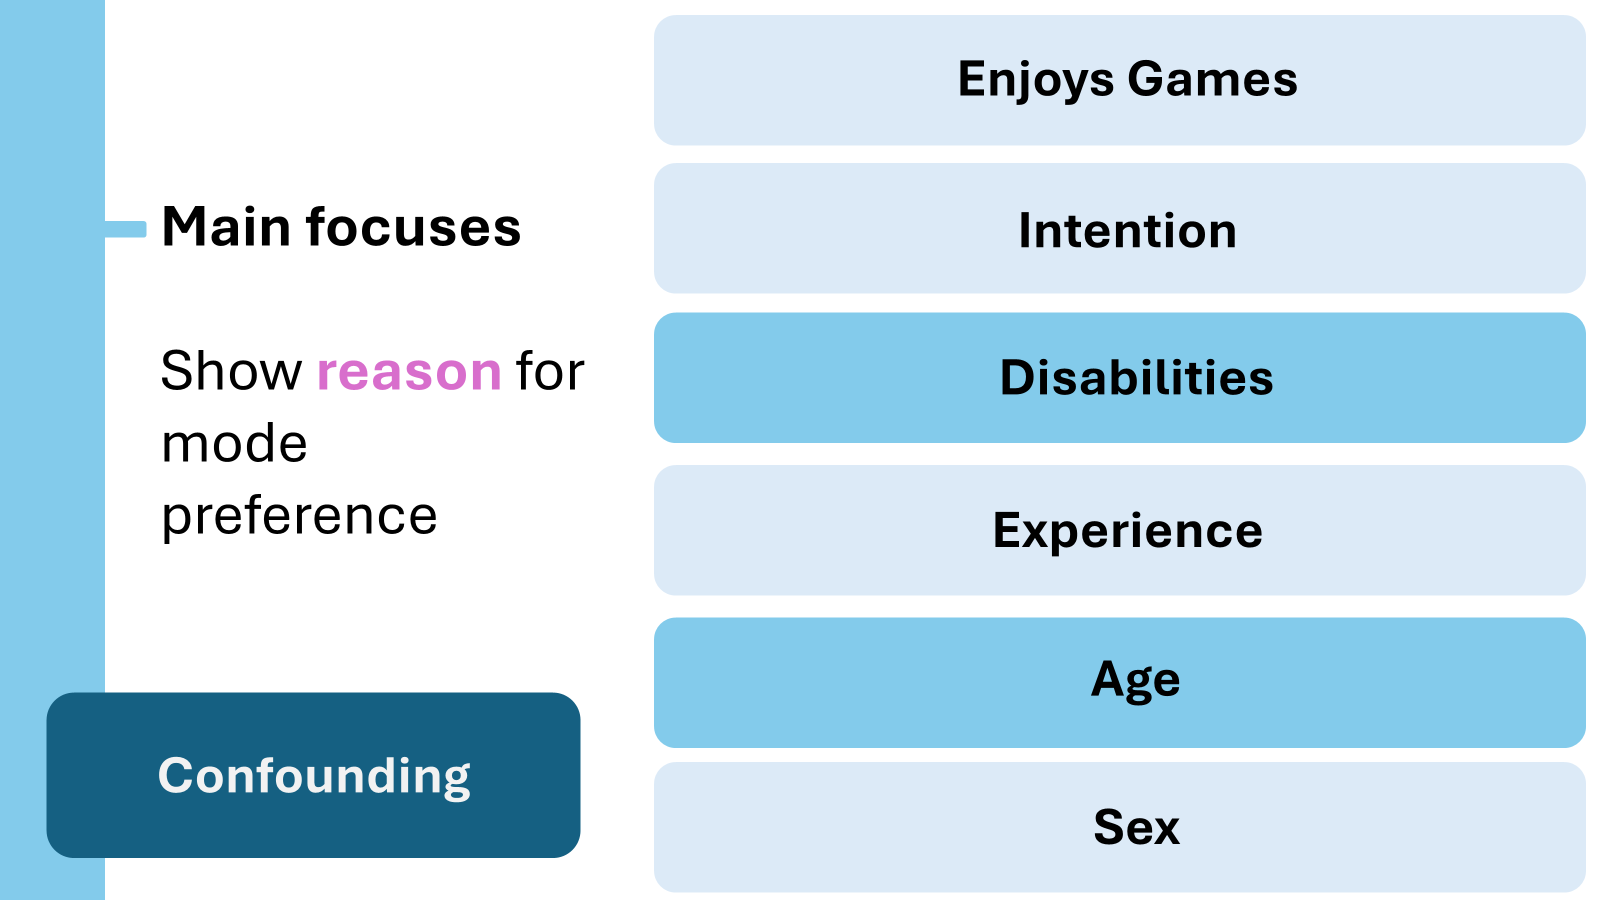 Main focuses
Show reason for
mode
preference
Confounding
Enjoys Games
Intention
Disabilities
Experience
Age
Sex